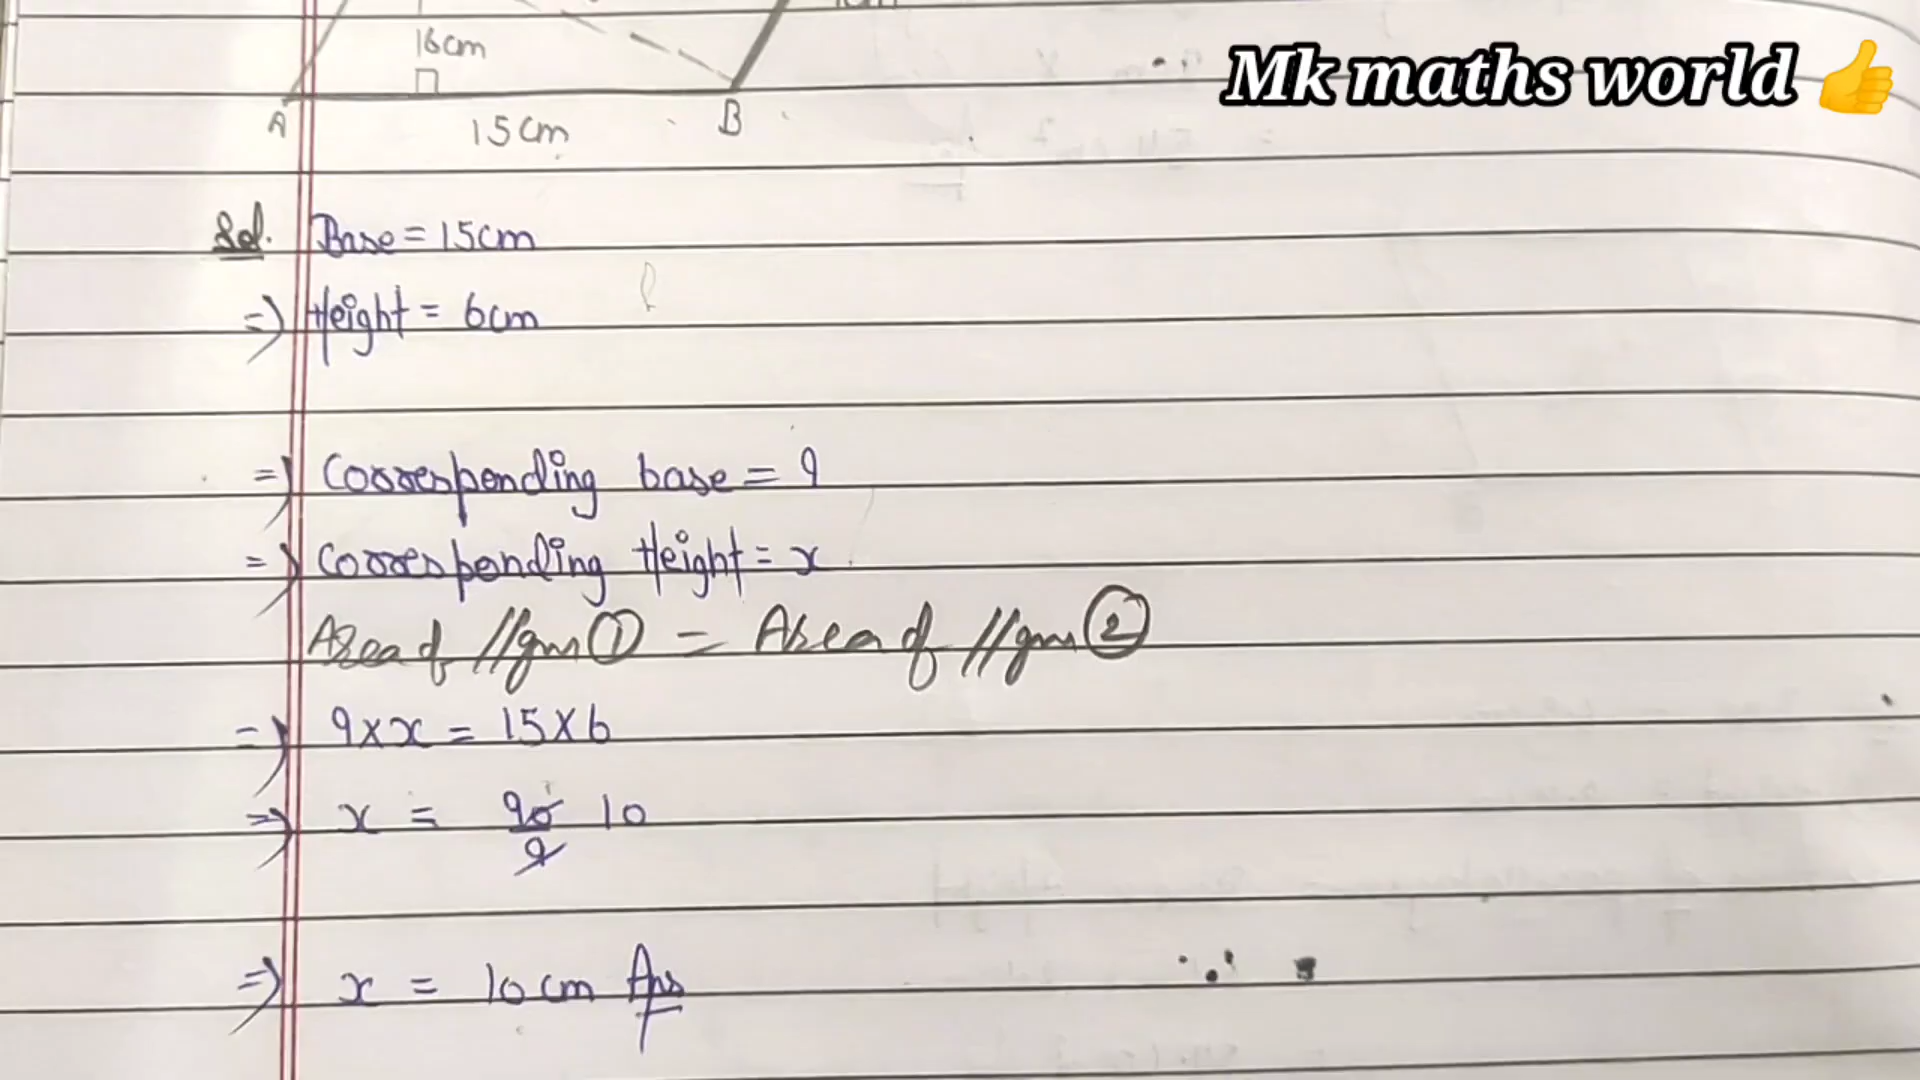 16cm
Mk maths world 👍
A 15cm B
Sol. Base = 15cm
=) Height = 6cm
=) Corresponding base = 9
=) Corresponding Height = x
Area of //gm ① = Area of //gm ②
=) 9×x = 15×6
=) x = 90/9 10
=) x = 10cm Ans